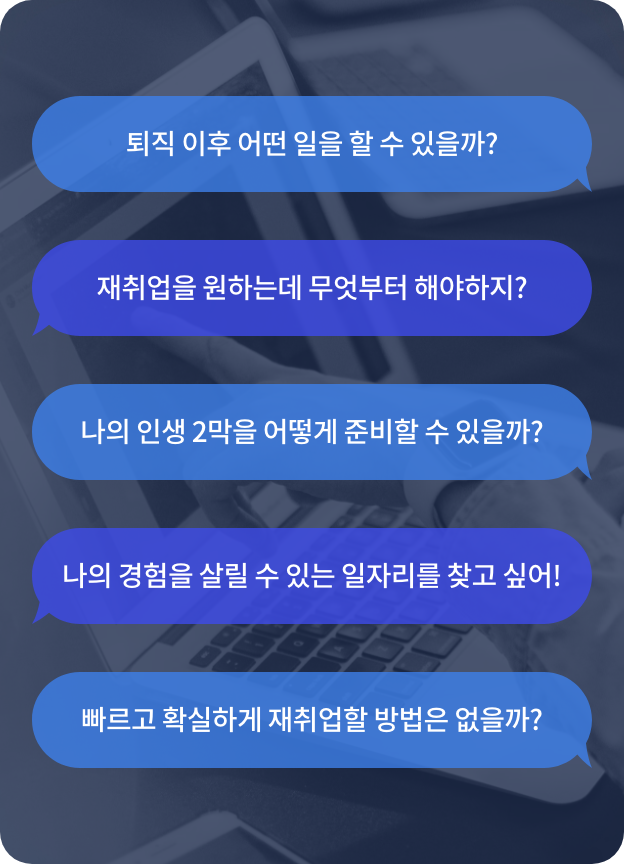 퇴직 이후 어떤 일을 할 수 있을까?
재취업을 원하는데 무엇부터 해야하지?
나의 인생 2막을 어떻게 준비할 수 있을까?
나의 경험을 살릴 수 있는 일자리를 찾고 싶어!
빠르고 확실하게 재취업할 방법은 없을까?